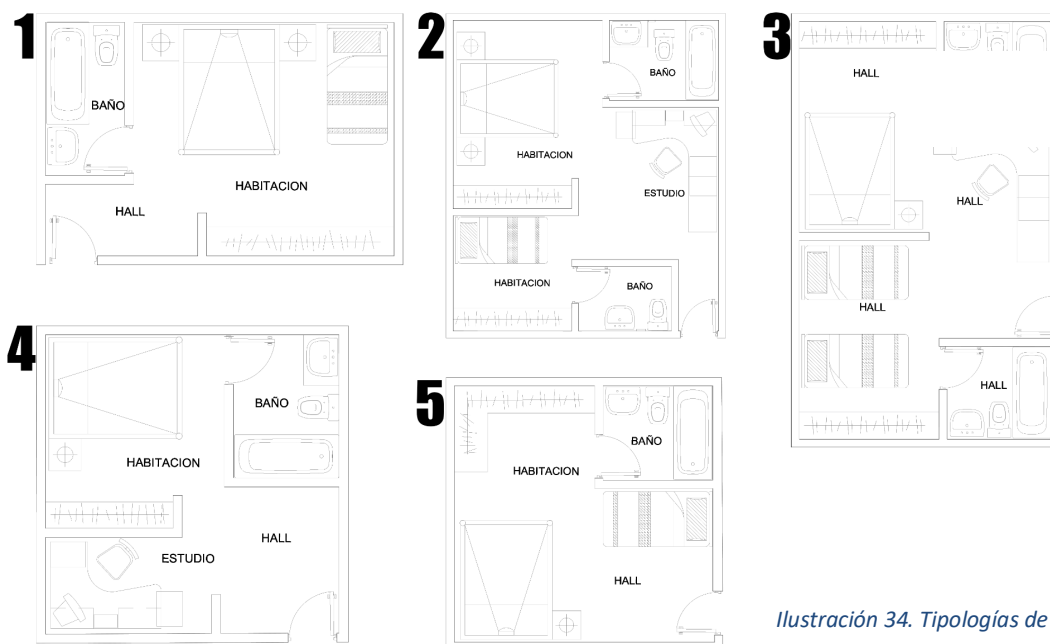 1
BAÑO
HABITACION
HALL
2
BAÑO
HABITACION
ESTUDIO
HABITACION
BAÑO
3
HALL
HALL
HALL
HALL
4
BAÑO
HABITACION
HALL
ESTUDIO
5
BAÑO
HABITACION
HALL
Ilustración 34. Tipologías de